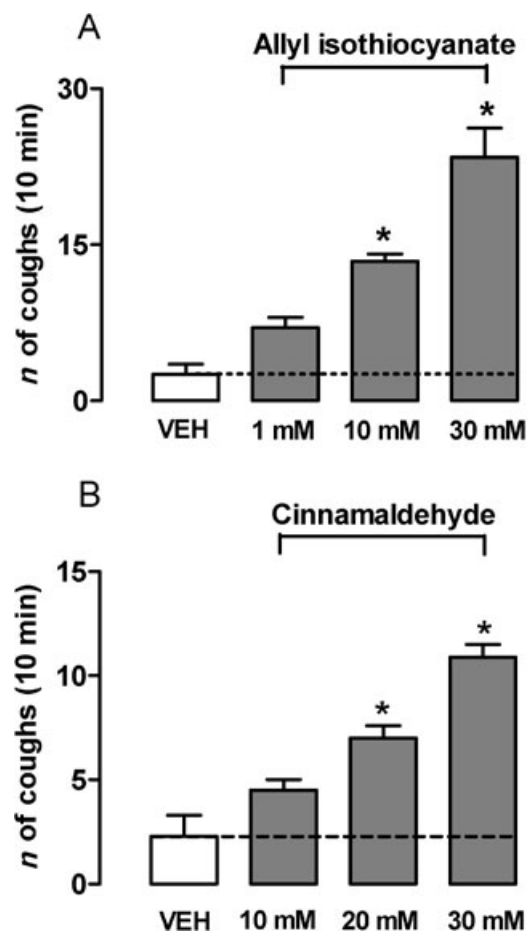 A
Allyl isothiocyanate
n of coughs (10 min)
30
15
0
*
*
VEH 1 mM 10 mM 30 mM
B
Cinnamaldehyde
n of coughs (10 min)
15
10
5
0
*
*
VEH 10 mM 20 mM 30 mM